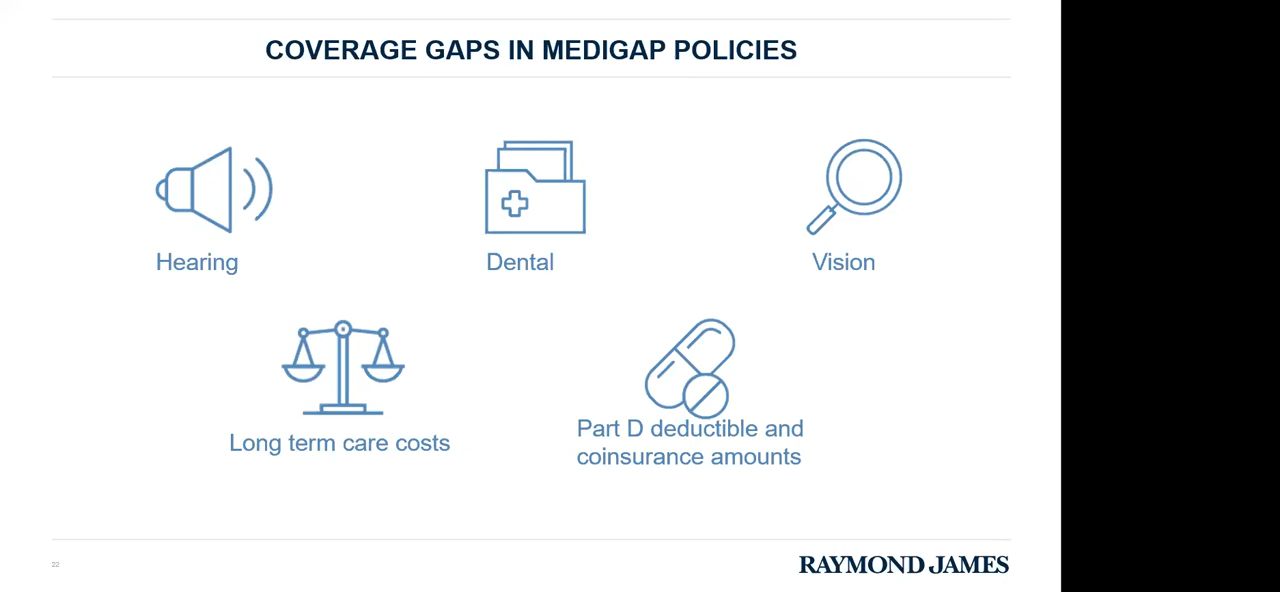 COVERAGE GAPS IN MEDIGAP POLICIES
Hearing
Dental
Vision
Long term care costs
Part D deductible and
coinsurance amounts
22
RAYMOND JAMES